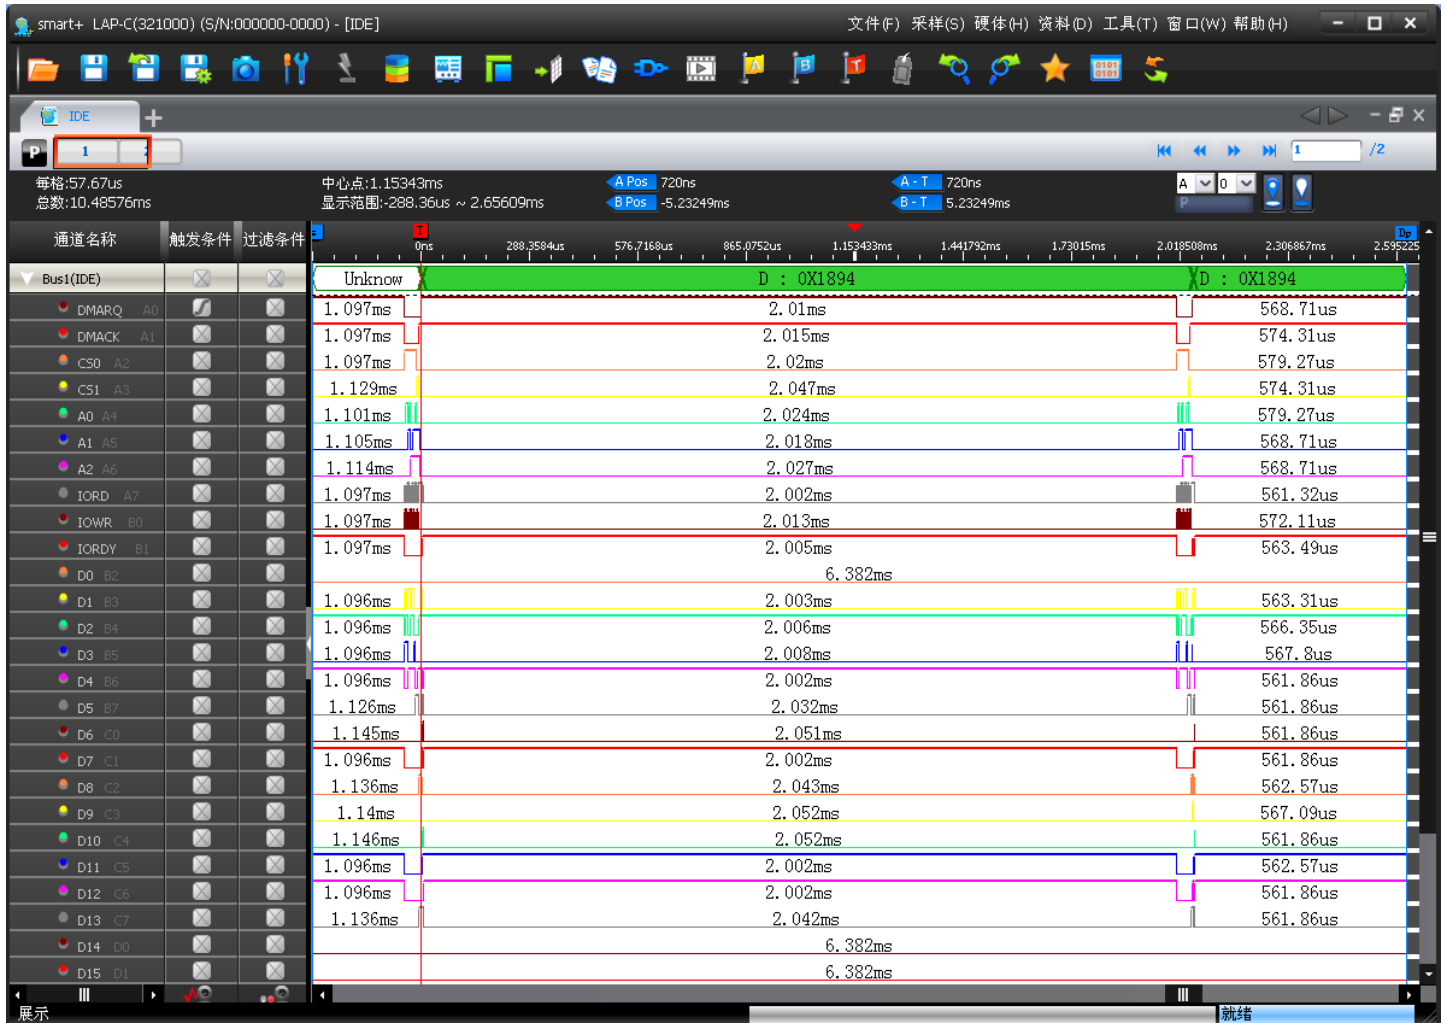 smart+ LAP-C(321000) (S/N:000000-0000) - [IDE] 文件(F) 采样(S) 硬体(H) 资料(D) 工具(T) 窗口(W) 帮助(H)
IDE
P 1 2 1 /2
每格:57.67us 中心点:1.15343ms A Pos 720ns A - T 720ns A 0
总数:10.48576ms 显示范围:-288.36us ~ 2.65609ms B Pos -5.23249ms B - T 5.23249ms P
通道名称 触发条件 过滤条件 T Dp
0ns 288.3584us 576.7168us 865.0752us 1.153433ms 1.441792ms 1.73015ms 2.018508ms 2.306867ms 2.595225
Bus1(IDE) Unknow D : 0X1894 D : 0X1894
DMARQ A0 1.097ms 2.01ms 568.71us
DMACK A1 1.097ms 2.015ms 574.31us
CS0 A2 1.097ms 2.02ms 579.27us
CS1 A3 1.129ms 2.047ms 574.31us
A0 A4 1.101ms 2.024ms 579.27us
A1 A5 1.105ms 2.018ms 568.71us
A2 A6 1.114ms 2.027ms 568.71us
IORD A7 1.097ms 2.002ms 561.32us
IOWR B0 1.097ms 2.013ms 572.11us
IORDY B1 1.097ms 2.005ms 563.49us
D0 B2 6.382ms
D1 B3 1.096ms 2.003ms 563.31us
D2 B4 1.096ms 2.006ms 566.35us
D3 B5 1.096ms 2.008ms 567.8us
D4 B6 1.096ms 2.002ms 561.86us
D5 B7 1.126ms 2.032ms 561.86us
D6 C0 1.145ms 2.051ms 561.86us
D7 C1 1.096ms 2.002ms 561.86us
D8 C2 1.136ms 2.043ms 562.57us
D9 C3 1.14ms 2.052ms 567.09us
D10 C4 1.146ms 2.052ms 561.86us
D11 C5 1.096ms 2.002ms 562.57us
D12 C6 1.096ms 2.002ms 561.86us
D13 C7 1.136ms 2.042ms 561.86us
D14 D0 6.382ms
D15 D1 6.382ms
展示 就绪